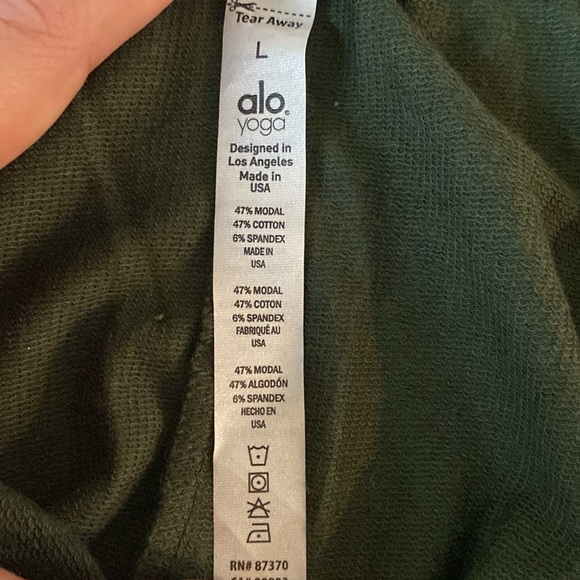 Tear Away
L
alo
yoga
Designed in
Los Angeles
Made in
USA
47% MODAL
47% COTTON
6% SPANDEX
MADE IN
USA
47% MODAL
47% COTON
6% SPANDEX
FABRIQUÉ AU
USA
47% MODAL
47% ALGODÓN
6% SPANDEX
HECHO EN
USA
RN# 87370